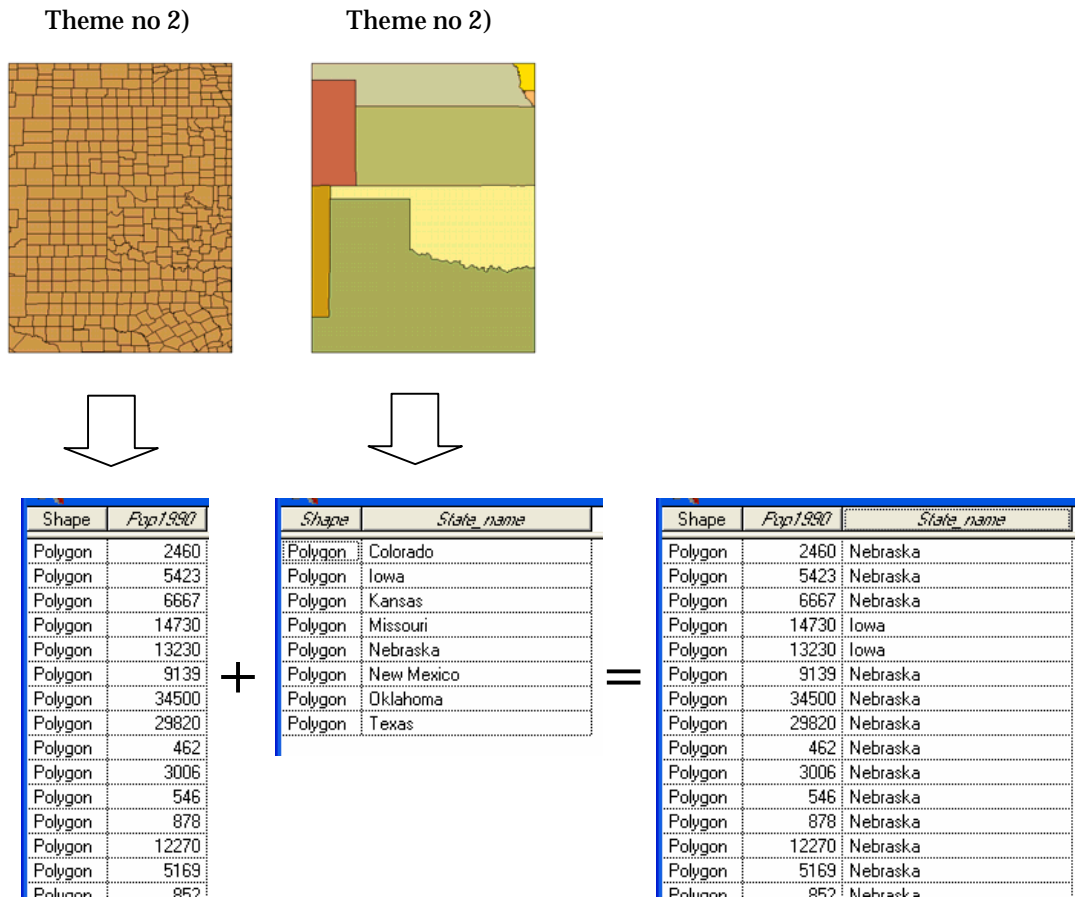 Theme no 2)
Theme no 2)
Shape Pop1990
Polygon 2460
Polygon 5423
Polygon 6667
Polygon 14730
Polygon 13230
Polygon 9139
Polygon 34500
Polygon 29820
Polygon 462
Polygon 3006
Polygon 546
Polygon 878
Polygon 12270
Polygon 5169
Polygon 852
+
Shape State_name
Polygon Colorado
Polygon Iowa
Polygon Kansas
Polygon Missouri
Polygon Nebraska
Polygon New Mexico
Polygon Oklahoma
Polygon Texas
=
Shape Pop1990 State_name
Polygon 2460 Nebraska
Polygon 5423 Nebraska
Polygon 6667 Nebraska
Polygon 14730 Iowa
Polygon 13230 Iowa
Polygon 9139 Nebraska
Polygon 34500 Nebraska
Polygon 29820 Nebraska
Polygon 462 Nebraska
Polygon 3006 Nebraska
Polygon 546 Nebraska
Polygon 878 Nebraska
Polygon 12270 Nebraska
Polygon 5169 Nebraska
Polygon 852 Nebraska